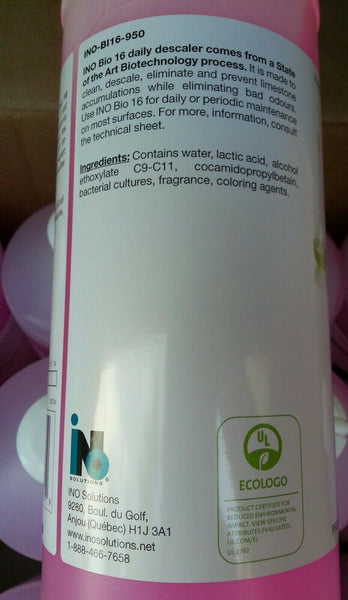 INO-BI16-950
INO Bio 16 daily descaler comes from a State
of the Art Biotechnology process. It is made to
clean, descale, eliminate and prevent limestone
accumulations while eliminating bad odours.
Use INO Bio 16 for daily or periodic maintenance
on most surfaces. For more, information, consult
the technical sheet.
Ingredients: Contains water, lactic acid, alcohol
ethoxylate C9-C11, cocamidopropylbetain,
bacterial cultures, fragrance, coloring agents.
iNO
SOLUTIONS
INO Solutions
9280, Boul. du Golf,
Anjou (Québec) H1J 3A1
www.inosolutions.net
1-888-466-7658
UL
ECOLOGO
PRODUCT CERTIFIED FOR
REDUCED ENVIRONMENTAL
IMPACT. VIEW SPECIFIC
ATTRIBUTES EVALUATED:
UL.COM/EL
UL2792